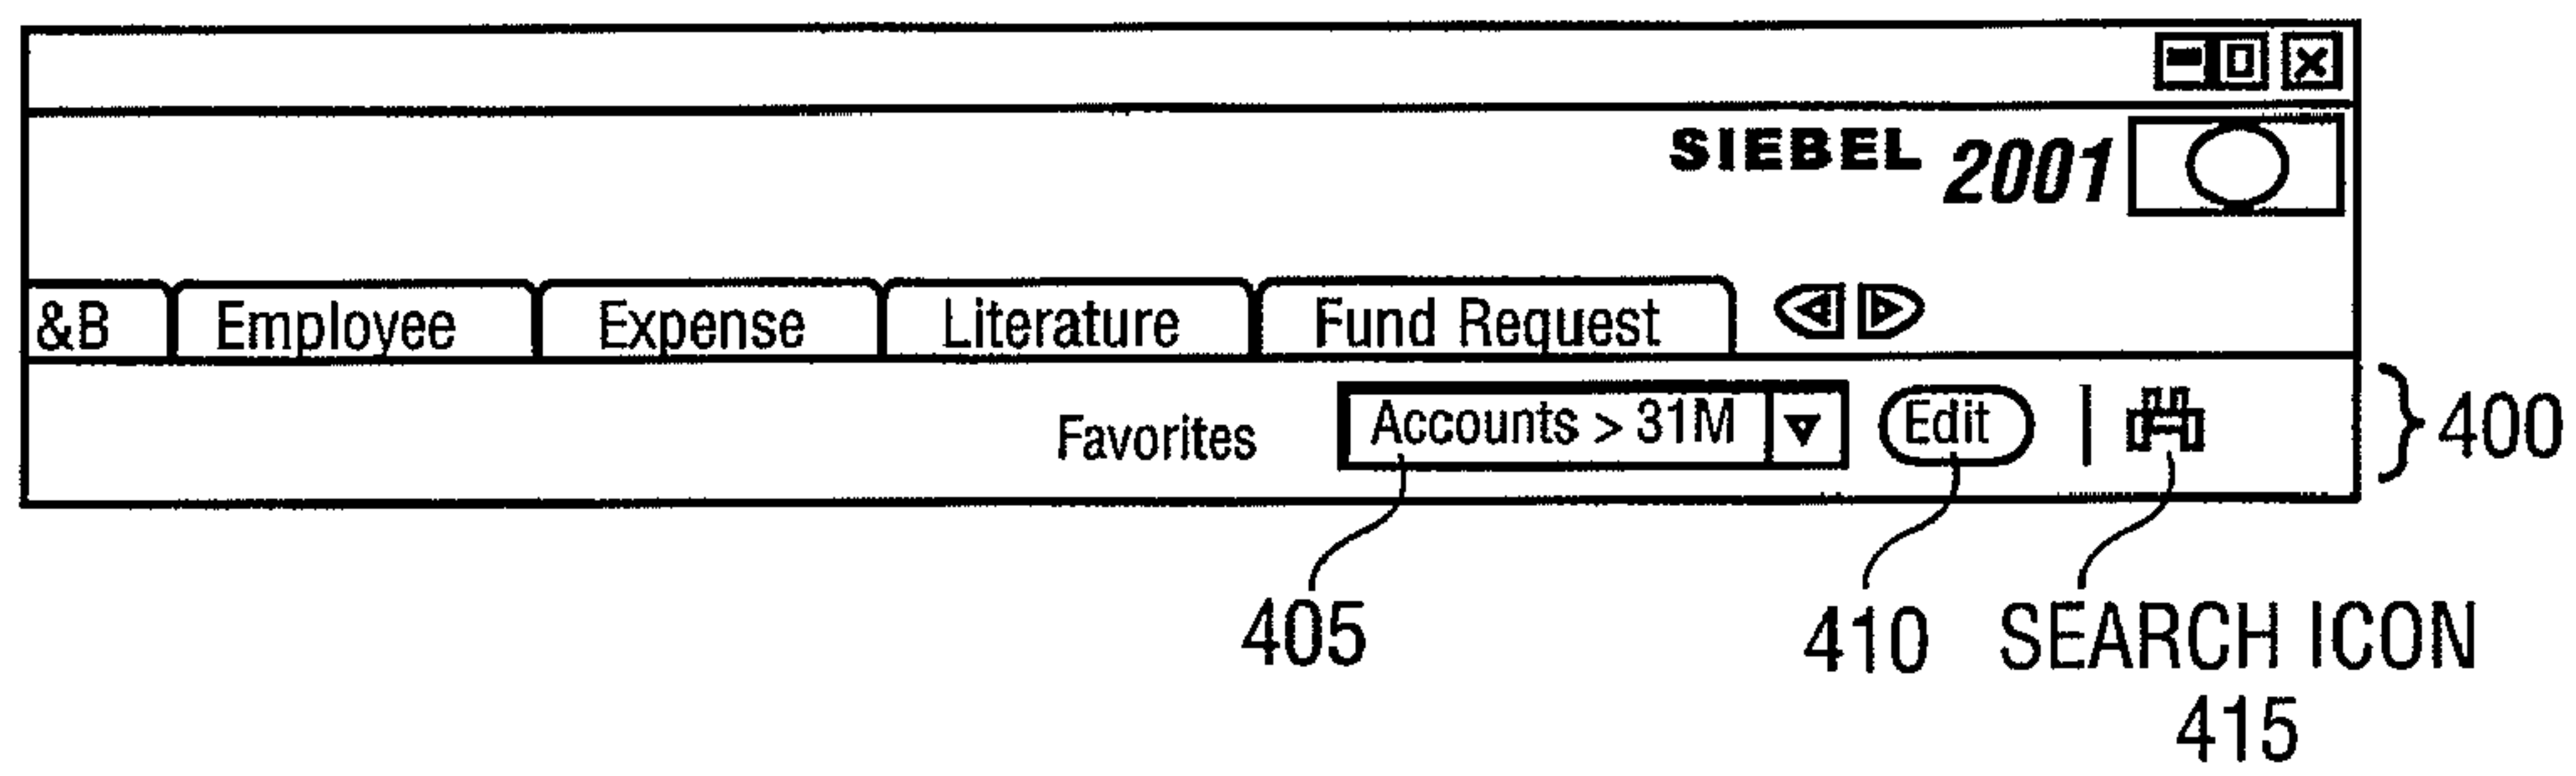 SIEBEL 2001
&B Employee Expense Literature Fund Request
Favorites Accounts > 31M Edit 400
405 410 SEARCH ICON
415